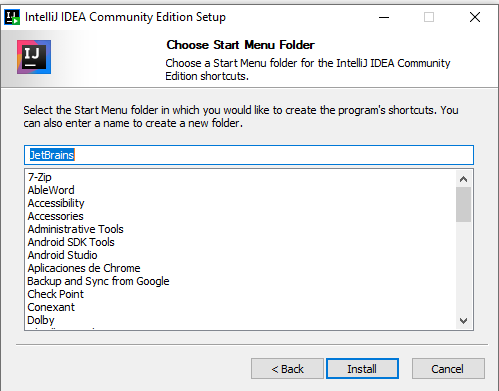 IntelliJ IDEA Community Edition Setup
IJ
Choose Start Menu Folder
Choose a Start Menu folder for the IntelliJ IDEA Community
Edition shortcuts.
Select the Start Menu folder in which you would like to create the program's shortcuts. You
can also enter a name to create a new folder.
JetBrains
7-Zip
AbleWord
Accessibility
Accessories
Administrative Tools
Android SDK Tools
Android Studio
Aplicaciones de Chrome
Backup and Sync from Google
Check Point
Conexant
Dolby
< Back
Install
Cancel